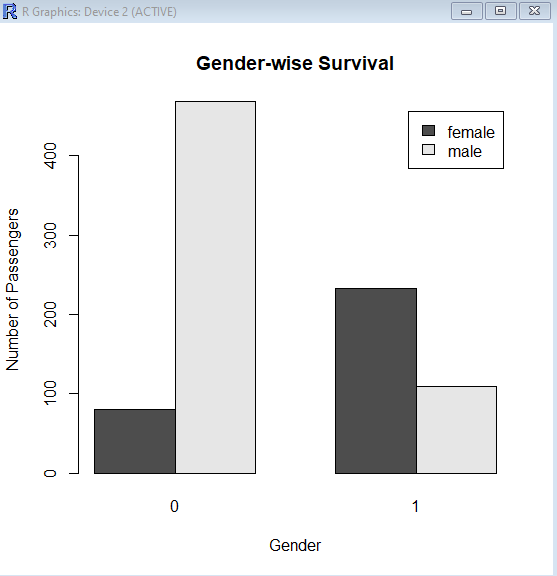 R Graphics: Device 2 (ACTIVE)
Gender-wise Survival
female
male
Number of Passengers
400
300
200
100
0
0 1
Gender